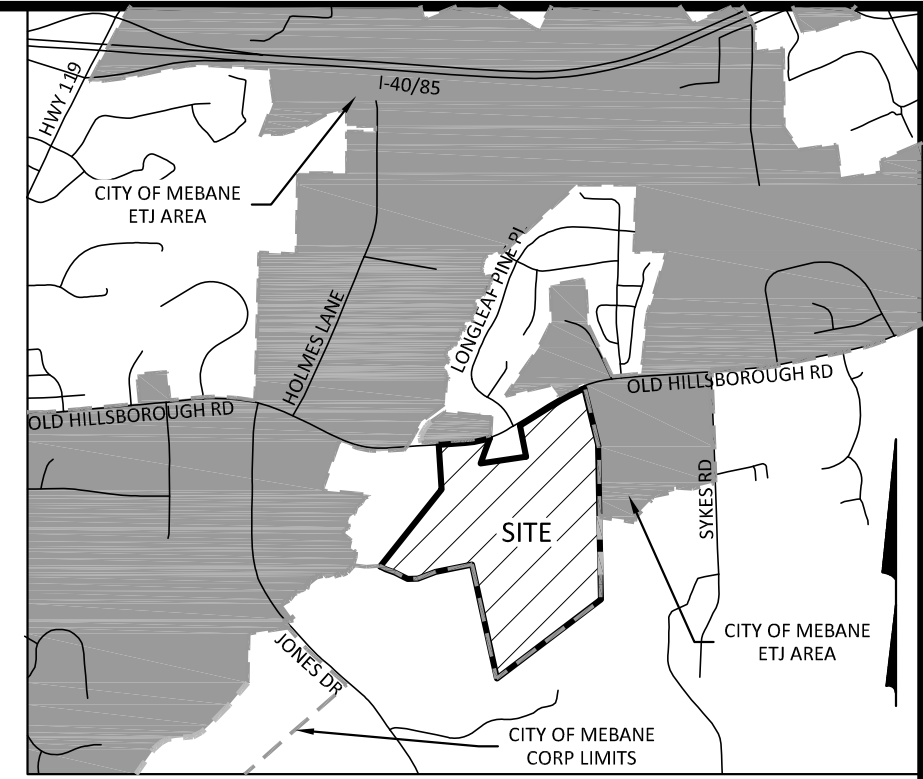 HWY 119
I-40/85
CITY OF MEBANE
ETJ AREA
LONGLEAF PINE PL
HOLMES LANE
OLD HILLSBOROUGH RD
OLD HILLSBOROUGH RD
SYKES RD
SITE
JONES DR
CITY OF MEBANE
ETJ AREA
CITY OF MEBANE
CORP LIMITS